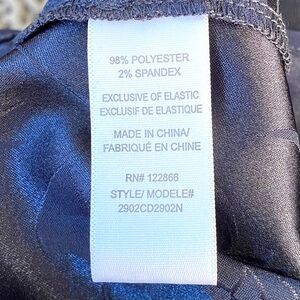 98% POLYESTER
2% SPANDEX
EXCLUSIVE OF ELASTIC
EXCLUSIF DE ELASTIQUE
MADE IN CHINA/
FABRIQUÉ EN CHINE
RN# 122866
STYLE/ MODELE#
2902CD2902N